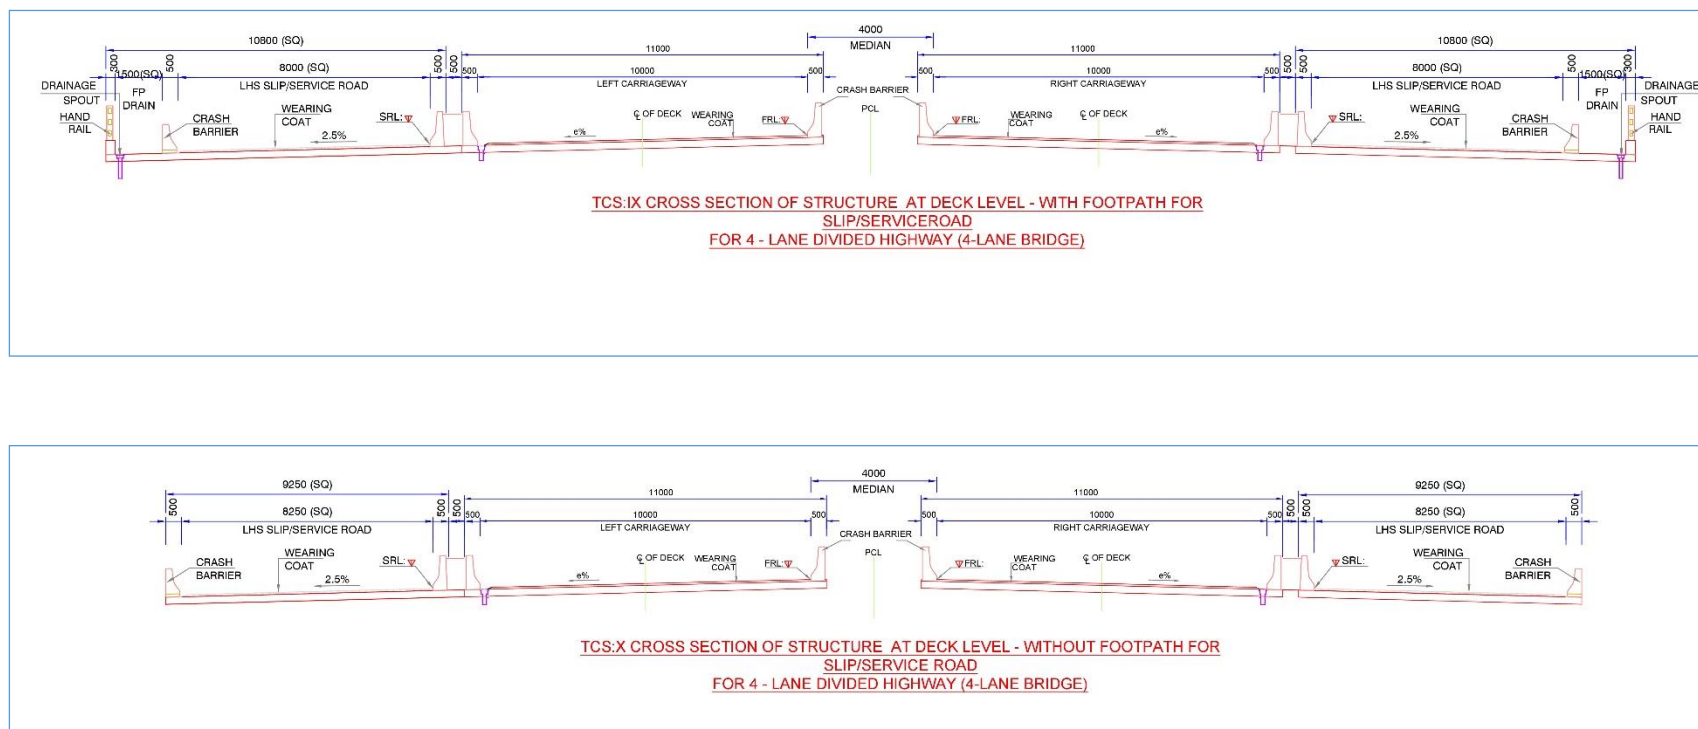 4000
MEDIAN
10800 (SQ)
11000
11000
10800 (SQ)
300
1500(SQ)
500
8000 (SQ)
500
500
500
10000
500
500
10000
500
500
8000 (SQ)
500
1500(SQ)
300
DRAINAGE
SPOUT
FP
DRAIN
LHS SLIP/SERVICE ROAD
LEFT CARRIAGEWAY
RIGHT CARRIAGEWAY
LHS SLIP/SERVICE ROAD
FP
DRAIN
DRAINAGE
SPOUT
HAND
RAIL
CRASH
BARRIER
WEARING
COAT
SRL:
2.5%
e%
℄ OF DECK
WEARING
COAT
FRL:
CRASH BARRIER
PCL
FRL:
WEARING
COAT
℄ OF DECK
e%
SRL:
WEARING
COAT
2.5%
CRASH
BARRIER
HAND
RAIL
TCS:IX CROSS SECTION OF STRUCTURE AT DECK LEVEL - WITH FOOTPATH FOR
SLIP/SERVICEROAD
FOR 4 - LANE DIVIDED HIGHWAY (4-LANE BRIDGE)
4000
MEDIAN
9250 (SQ)
11000
11000
9250 (SQ)
500
8250 (SQ)
500
500
500
10000
500
500
10000
500
500
500
8250 (SQ)
500
LHS SLIP/SERVICE ROAD
LEFT CARRIAGEWAY
RIGHT CARRIAGEWAY
LHS SLIP/SERVICE ROAD
CRASH
BARRIER
WEARING
COAT
SRL:
2.5%
e%
℄ OF DECK
WEARING
COAT
FRL:
CRASH BARRIER
PCL
FRL:
WEARING
COAT
℄ OF DECK
e%
SRL:
WEARING
COAT
2.5%
CRASH
BARRIER
TCS:X CROSS SECTION OF STRUCTURE AT DECK LEVEL - WITHOUT FOOTPATH FOR
SLIP/SERVICE ROAD
FOR 4 - LANE DIVIDED HIGHWAY (4-LANE BRIDGE)